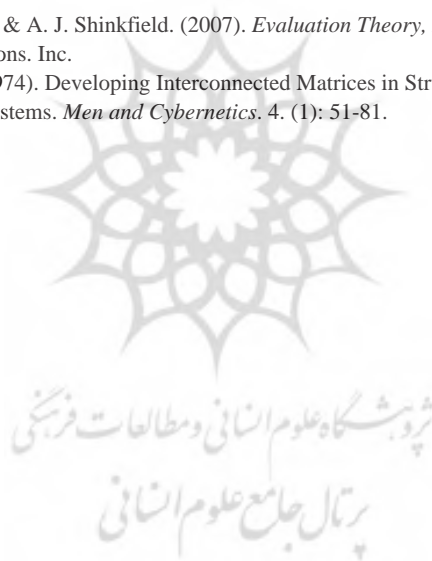 & A. J. Shinkfield. (2007). Evaluation Theory,
ons. Inc.
974). Developing Interconnected Matrices in Str
stems. Men and Cybernetics. 4. (1): 51-81.
پژوهشگاه علوم انسانی و مطالعات فرهنگی
پرتال جامع علوم انسانی